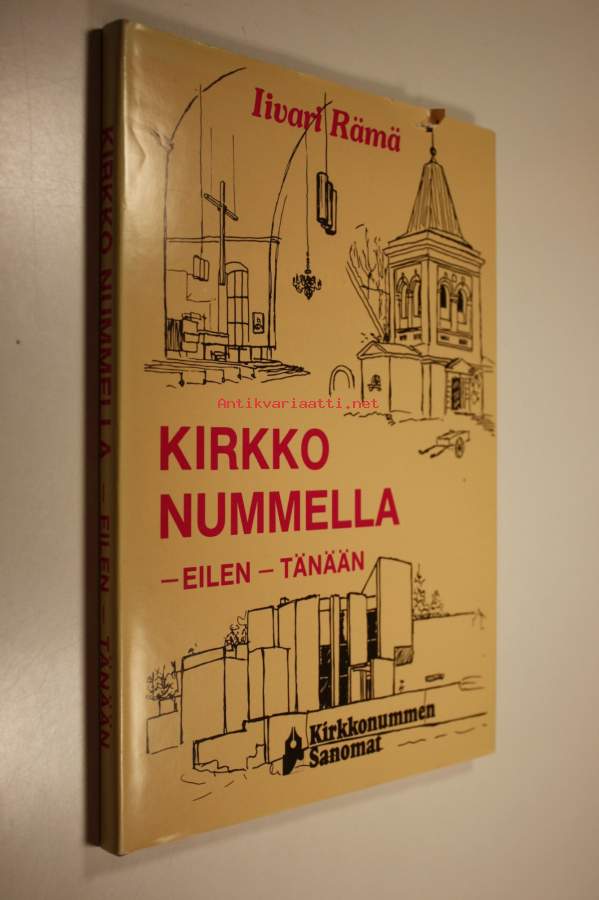 Iivari Rämä
Antikvariaatti.net
KIRKKO
NUMMELLA
–EILEN – TÄNÄÄN
Kirkkonummen
Sanomat
KIRKKO NUMMELLA – EILEN – TÄNÄÄN